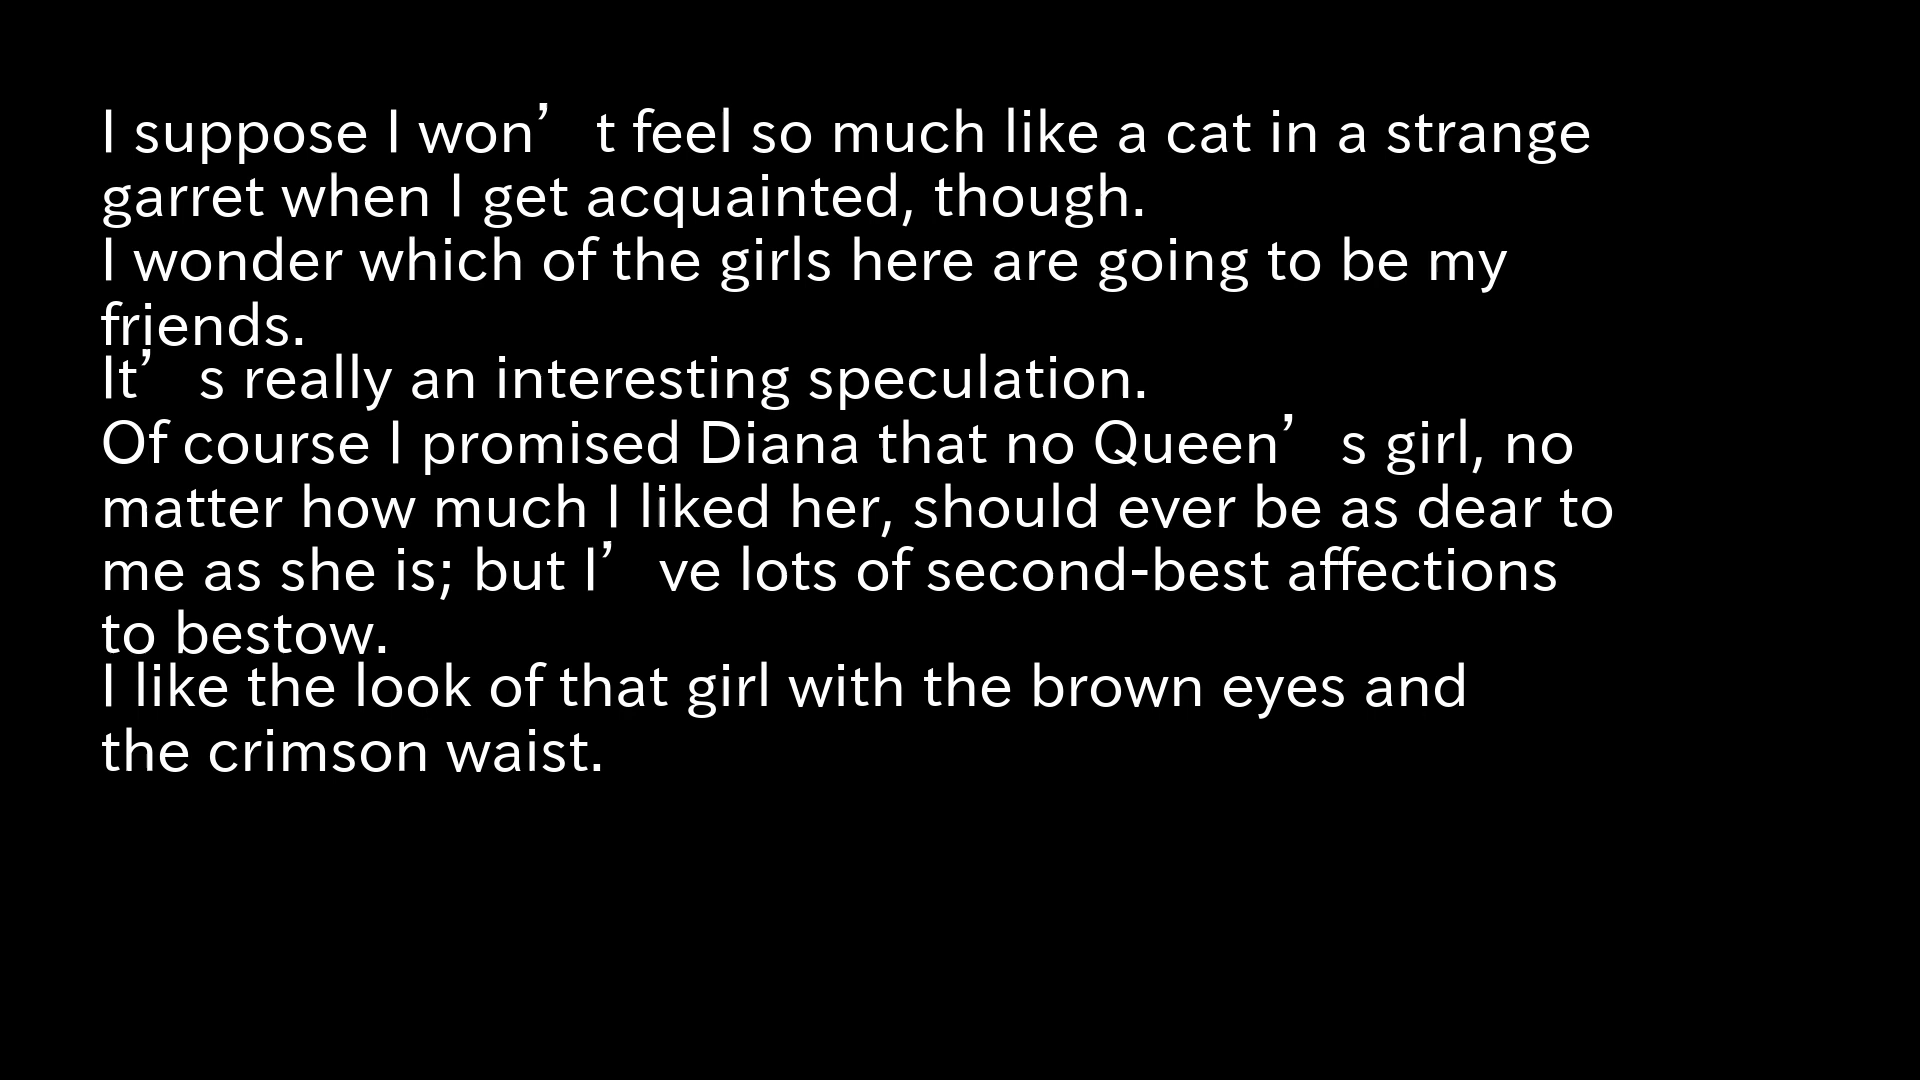 I suppose I won’t feel so much like a cat in a strange
garret when I get acquainted, though.
I wonder which of the girls here are going to be my
friends.
It’s really an interesting speculation.
Of course I promised Diana that no Queen’s girl, no
matter how much I liked her, should ever be as dear to
me as she is; but I’ve lots of second-best affections
to bestow.
I like the look of that girl with the brown eyes and
the crimson waist.